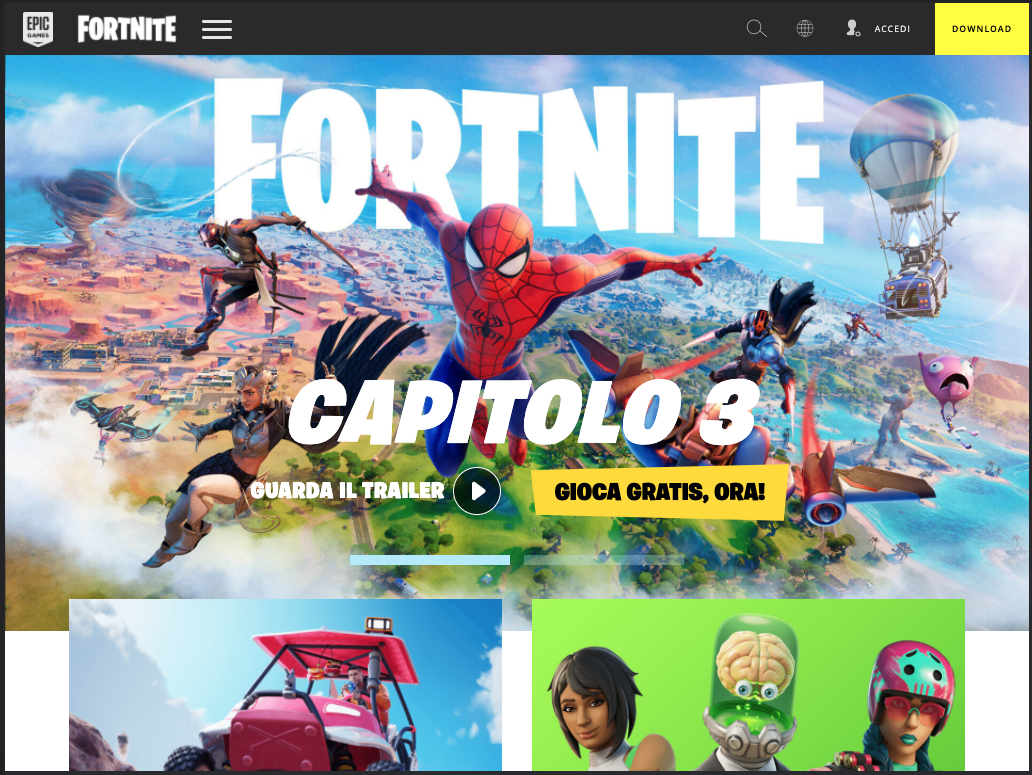 EPIC
GAMES
FORTNITE
ACCEDI
DOWNLOAD
FORTNITE
CAPITOLO 3
GUARDA IL TRAILER
GIOCA GRATIS, ORA!